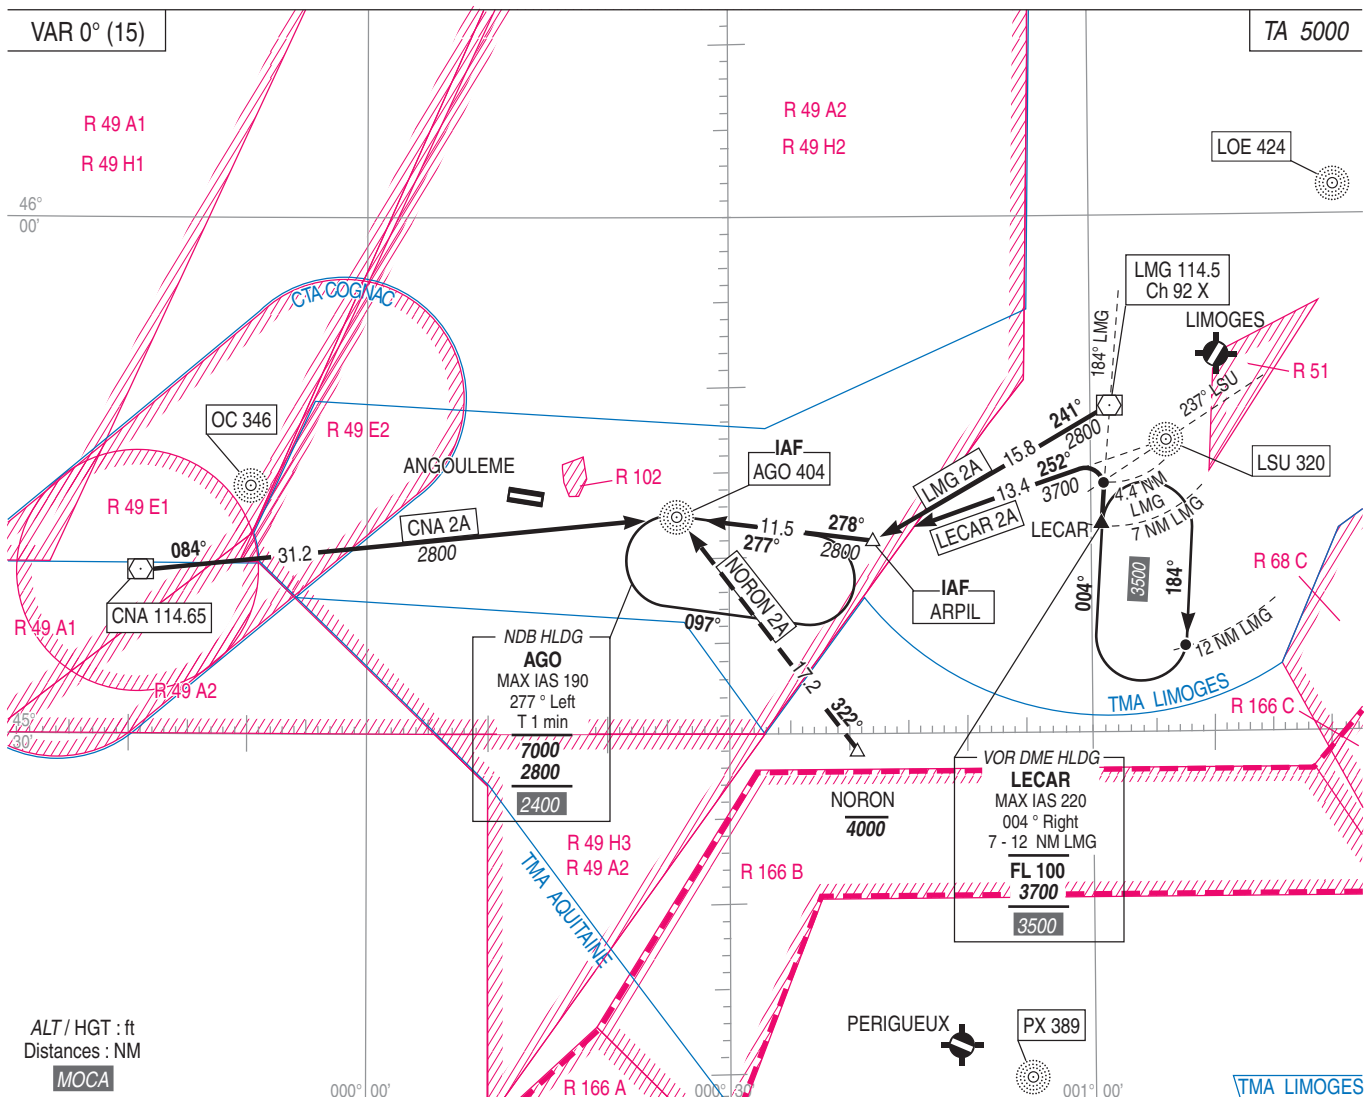 VAR 0° (15)
TA 5000
R 49 A1
R 49 H1
R 49 A2
R 49 H2
LOE 424
46°
00'
LMG 114.5
Ch 92 X
LIMOGES
184° LMG
CTA COGNAC
R 51
237° LSU
OC 346
R 49 E2
241°
2800
IAF
AGO 404
15.8
LMG 2A
252°
LSU 320
ANGOULEME
R 102
13.4
3700
4.4 NM
LMG
R 49 E1
CNA 2A
LECAR 2A
LECAR
7 NM LMG
11.5
278°
277°
2800
084°
31.2
2800
NORON 2A
IAF
ARPIL
004°
3500
184°
R 68 C
CNA 114.65
R 49 A1
097°
12 NM LMG
NDB HLDG
AGO
MAX IAS 190
277 ° Left
T 1 min
7000
2800
2400
17.2
322°
R 49 A2
TMA LIMOGES
R 166 C
45°
30'
VOR DME HLDG
LECAR
MAX IAS 220
004 ° Right
7 - 12 NM LMG
FL 100
3700
3500
NORON
4000
R 49 H3
R 49 A2
R 166 B
TMA AQUITAINE
PERIGUEUX
PX 389
ALT / HGT : ft
Distances : NM
MOCA
R 166 A
000° 00'
000° 30'
001° 00'
TMA LIMOGES